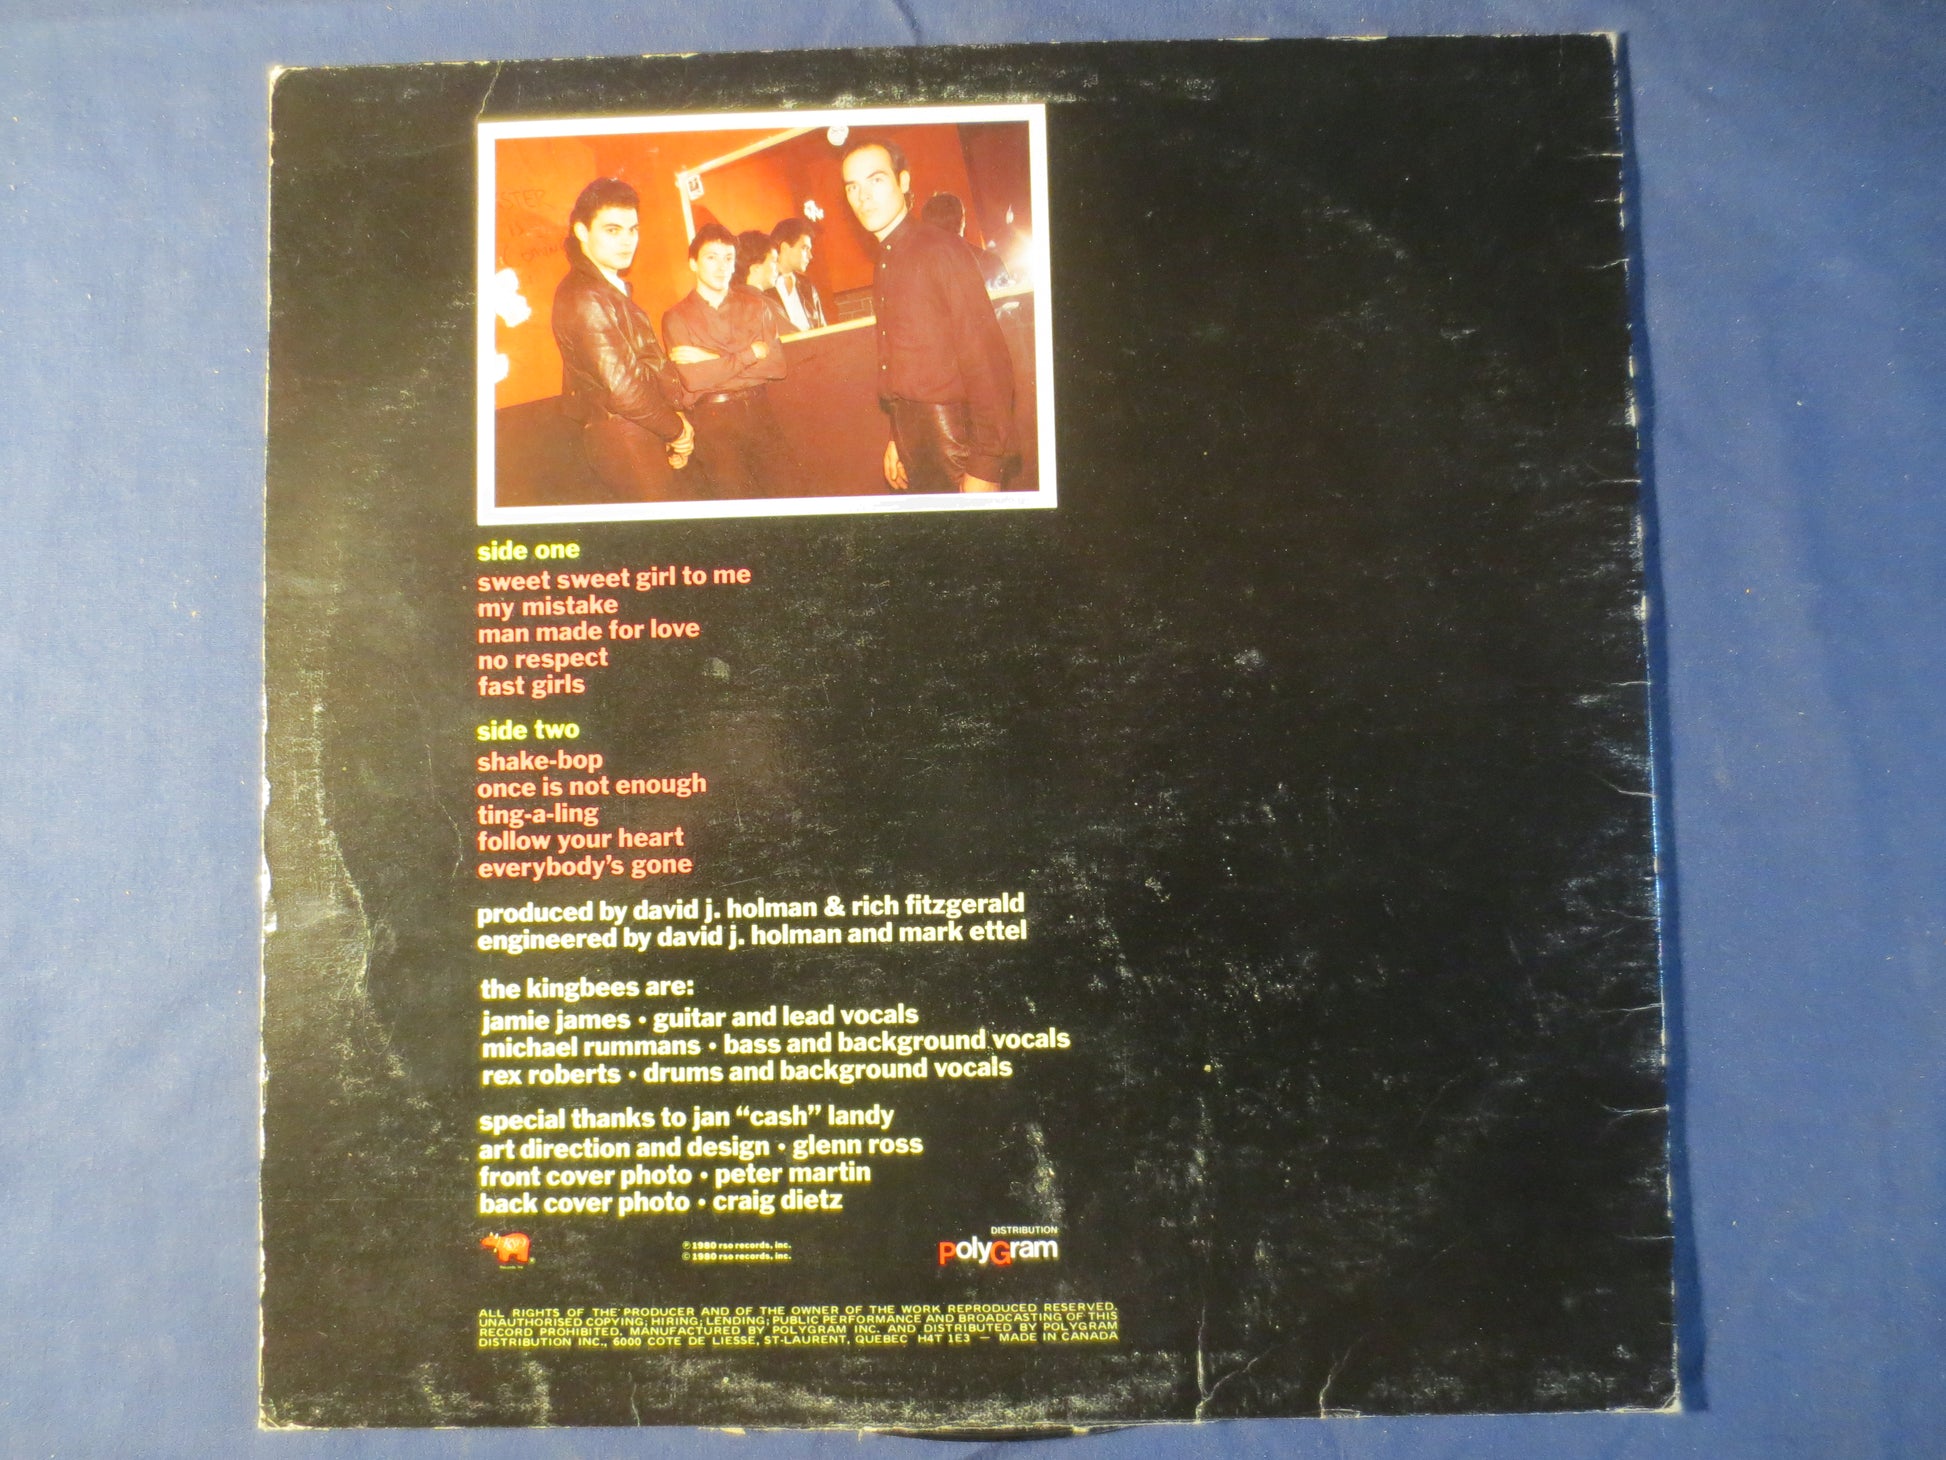 STER
IS
side one
sweet sweet girl to me
my mistake
man made for love
no respect
fast girls
side two
shake-bop
once is not enough
ting-a-ling
follow your heart
everybody's gone
produced by david j. holman & rich fitzgerald
engineered by david j. holman and mark ettel
the kingbees are:
jamie james • guitar and lead vocals
michael rummans • bass and background vocals
rex roberts • drums and background vocals
special thanks to jan “cash” landy
art direction and design • glenn ross
front cover photo • peter martin
back cover photo • craig dietz
RSO
Records, Inc.
®
℗ 1980 rso records, inc.
© 1980 rso records, inc.
DISTRIBUTION
PolyGram
ALL RIGHTS OF THE PRODUCER AND OF THE OWNER OF THE WORK REPRODUCED RESERVED.
UNAUTHORISED COPYING; HIRING; LENDING; PUBLIC PERFORMANCE AND BROADCASTING OF THIS
RECORD PROHIBITED. MANUFACTURED BY POLYGRAM INC. AND DISTRIBUTED BY POLYGRAM
DISTRIBUTION INC., 6000 COTE DE LIESSE, ST-LAURENT, QUEBEC H4T 1E3 — MADE IN CANADA